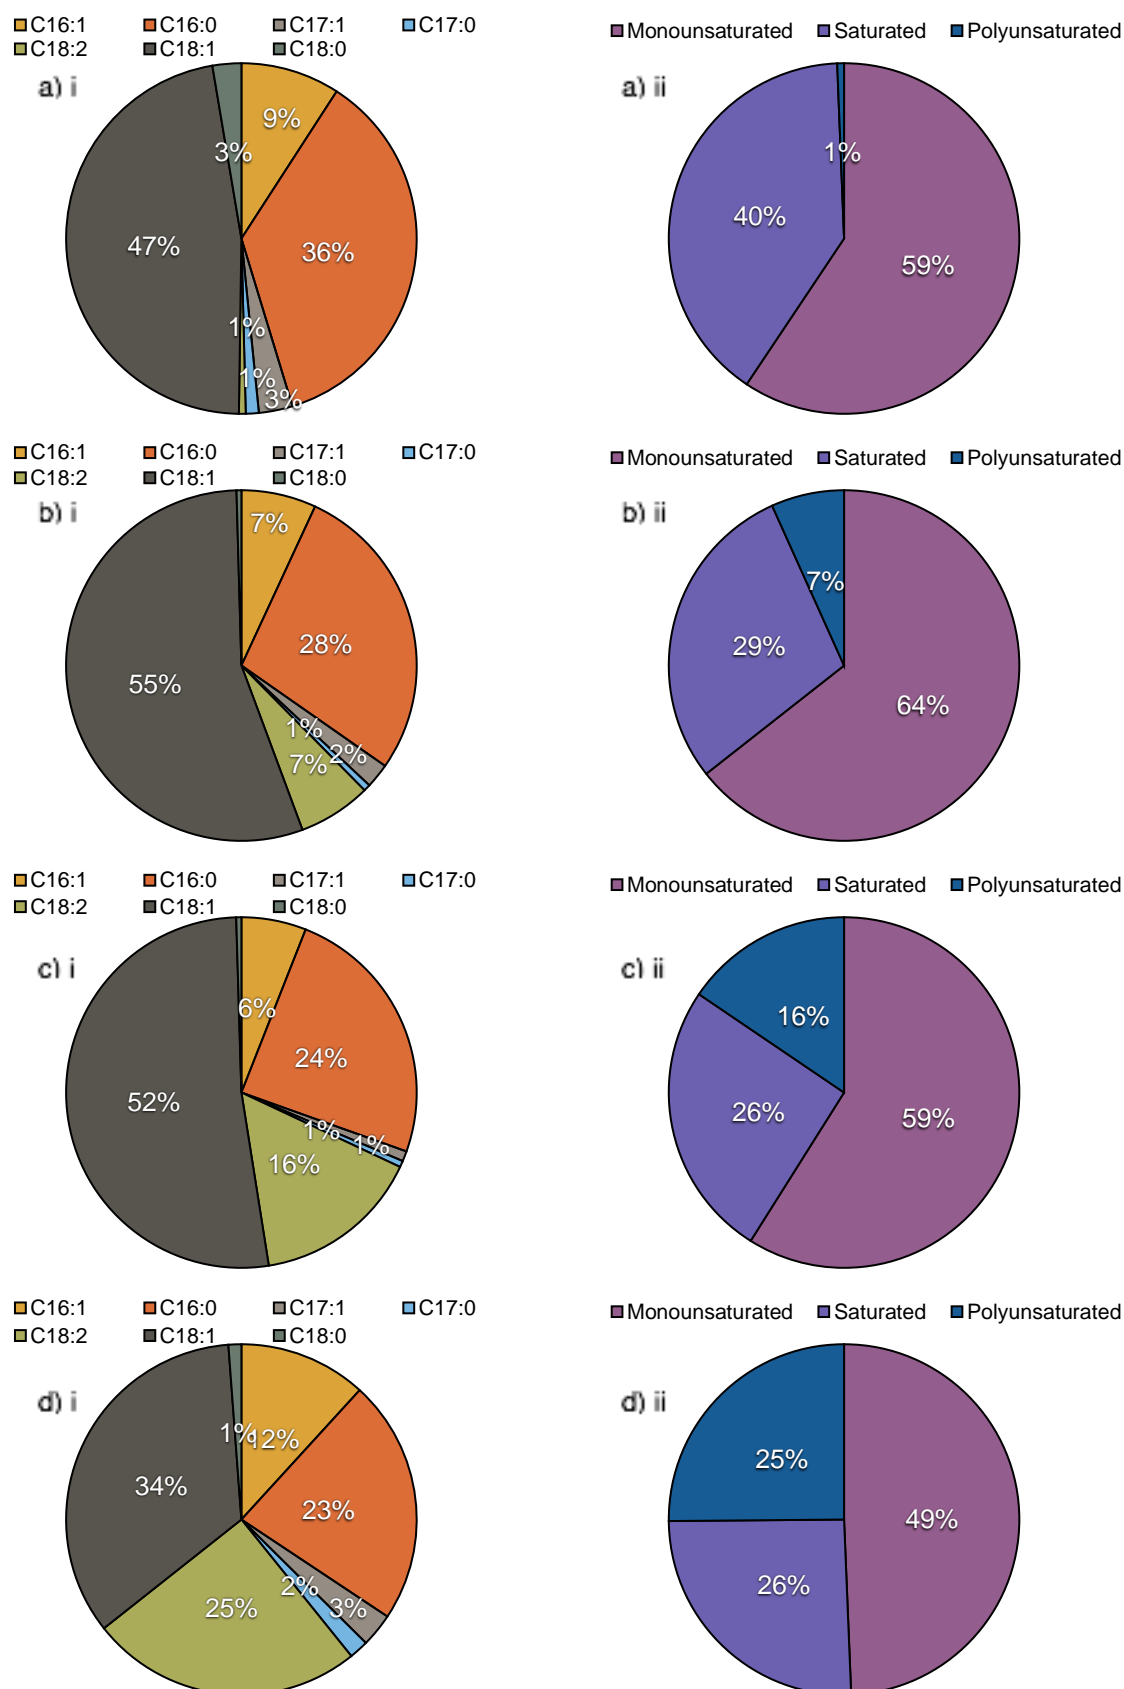 C16:1 C16:0 C17:1 C17:0
C18:2 C18:1 C18:0
a) i
9%
3%
47%
36%
1%
1%
3%
Monounsaturated Saturated Polyunsaturated
a) ii
1%
40%
59%
C16:1 C16:0 C17:1 C17:0
C18:2 C18:1 C18:0
b) i
7%
28%
55%
1%
2%
7%
Monounsaturated Saturated Polyunsaturated
b) ii
7%
29%
64%
C16:1 C16:0 C17:1 C17:0
C18:2 C18:1 C18:0
c) i
6%
24%
52%
1%
1%
16%
Monounsaturated Saturated Polyunsaturated
c) ii
16%
26%
59%
C16:1 C16:0 C17:1 C17:0
C18:2 C18:1 C18:0
d) i
1%
12%
34%
23%
2%
3%
25%
Monounsaturated Saturated Polyunsaturated
d) ii
25%
49%
26%